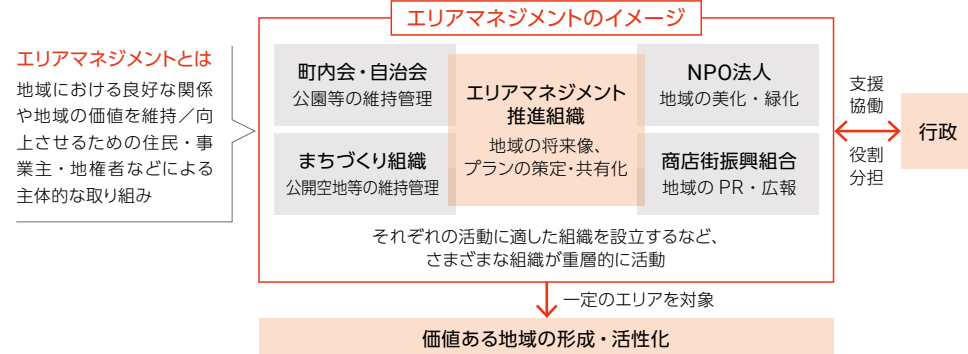 エリアマネジメントのイメージ
エリアマネジメントとは
地域における良好な関係
や地域の価値を維持／向
上させるための住民・事
業主・地権者などによる
主体的な取り組み
町内会・自治会
公園等の維持管理
まちづくり組織
公開空地等の維持管理
エリアマネジメント
推進組織
地域の将来像、
プランの策定・共有化
NPO法人
地域の美化・緑化
商店街振興組合
地域の PR・広報
それぞれの活動に適した組織を設立するなど、
さまざまな組織が重層的に活動
支援
協働
役割
分担
行政
一定のエリアを対象
価値ある地域の形成・活性化